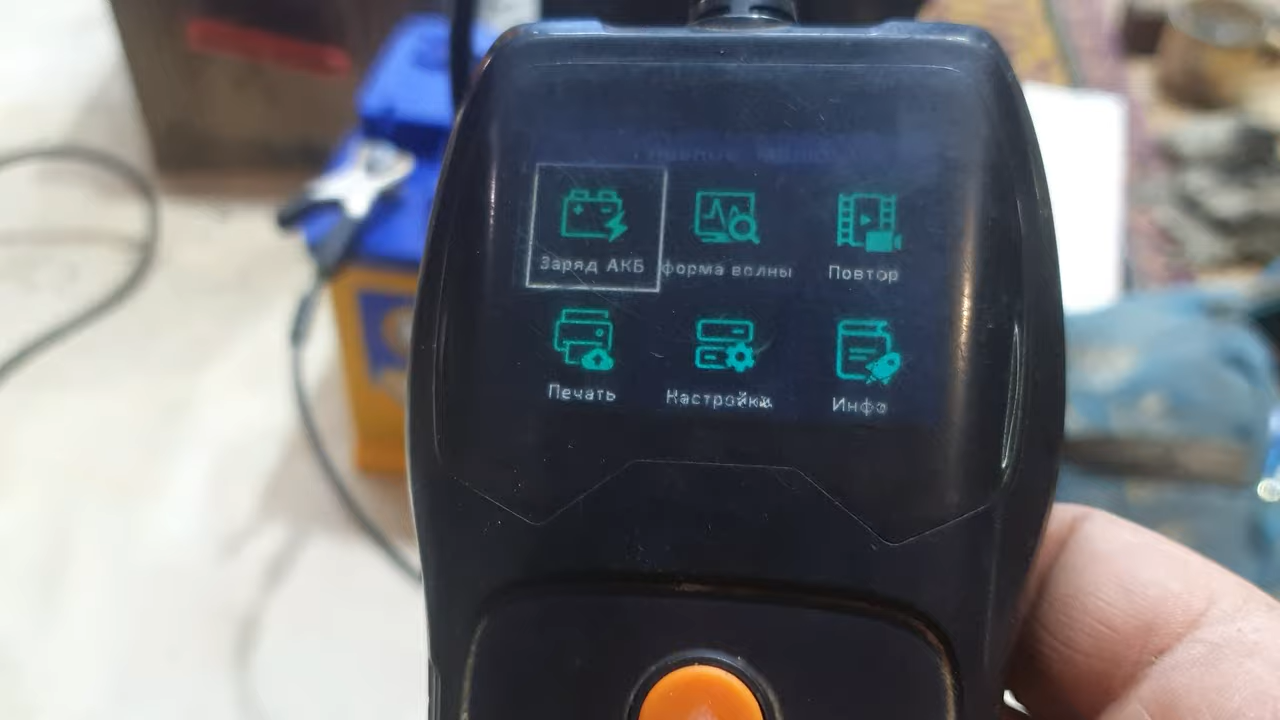 Заряд АКБ
форма волны
Повтор
Печать
Настройка
Инфо